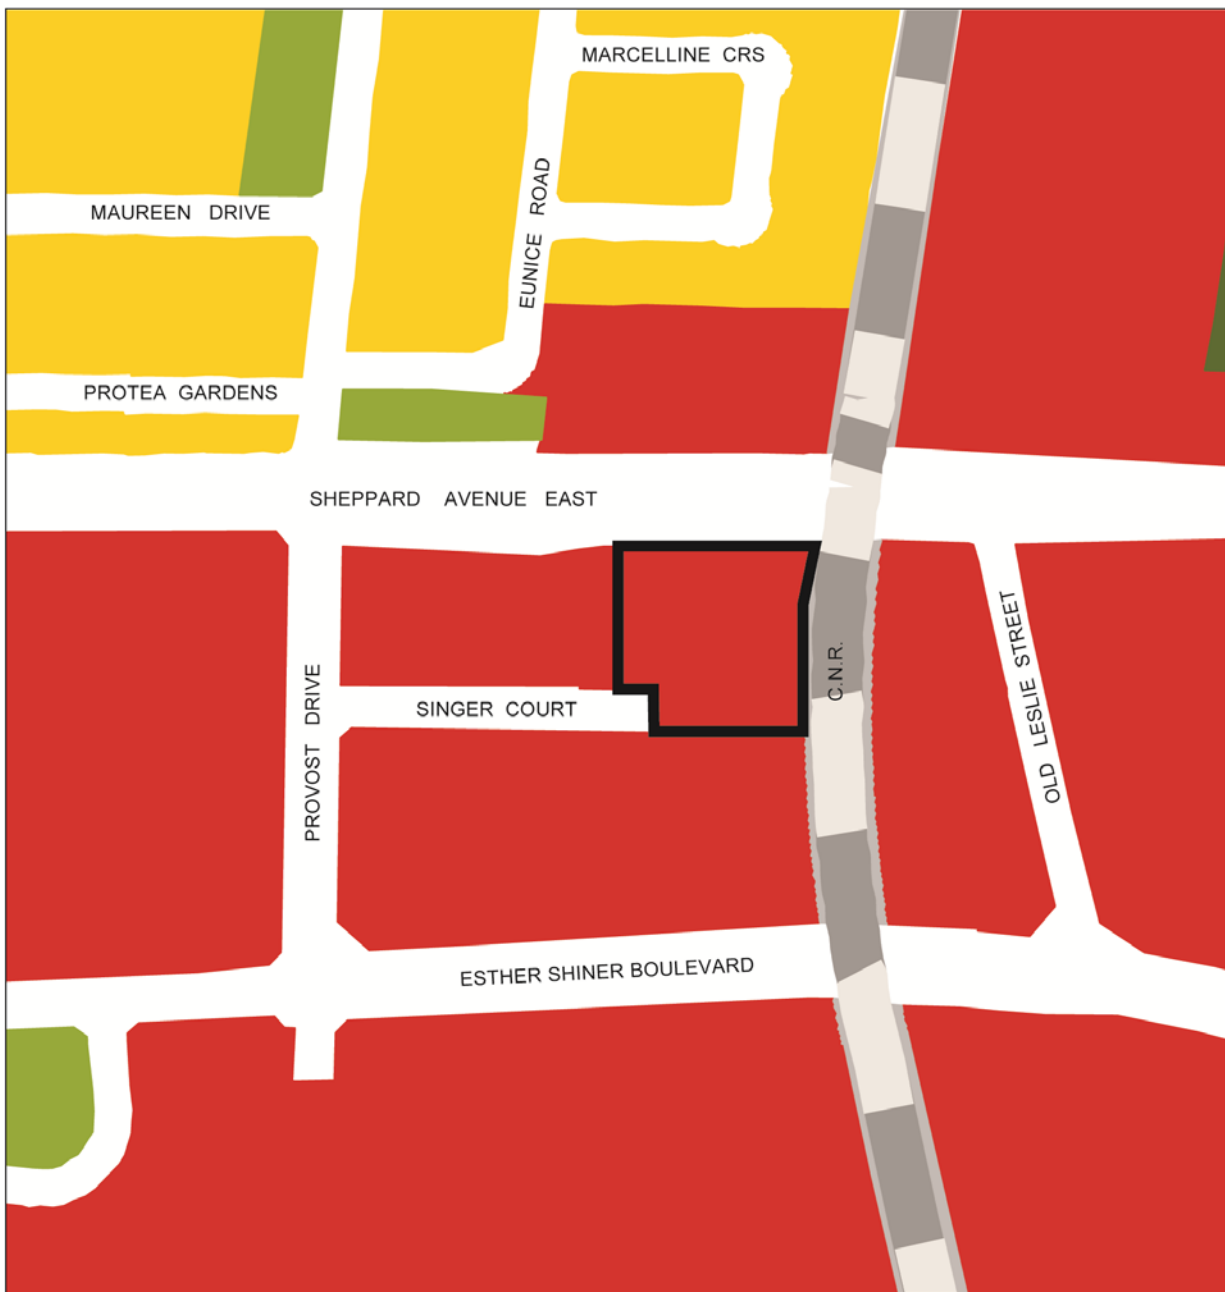 MARCELLINE CRS
EUNICE ROAD
MAUREEN DRIVE
PROTEA GARDENS
SHEPPARD AVENUE EAST
C.N.R.
OLD LESLIE STREET
PROVOST DRIVE
SINGER COURT
ESTHER SHINER BOULEVARD